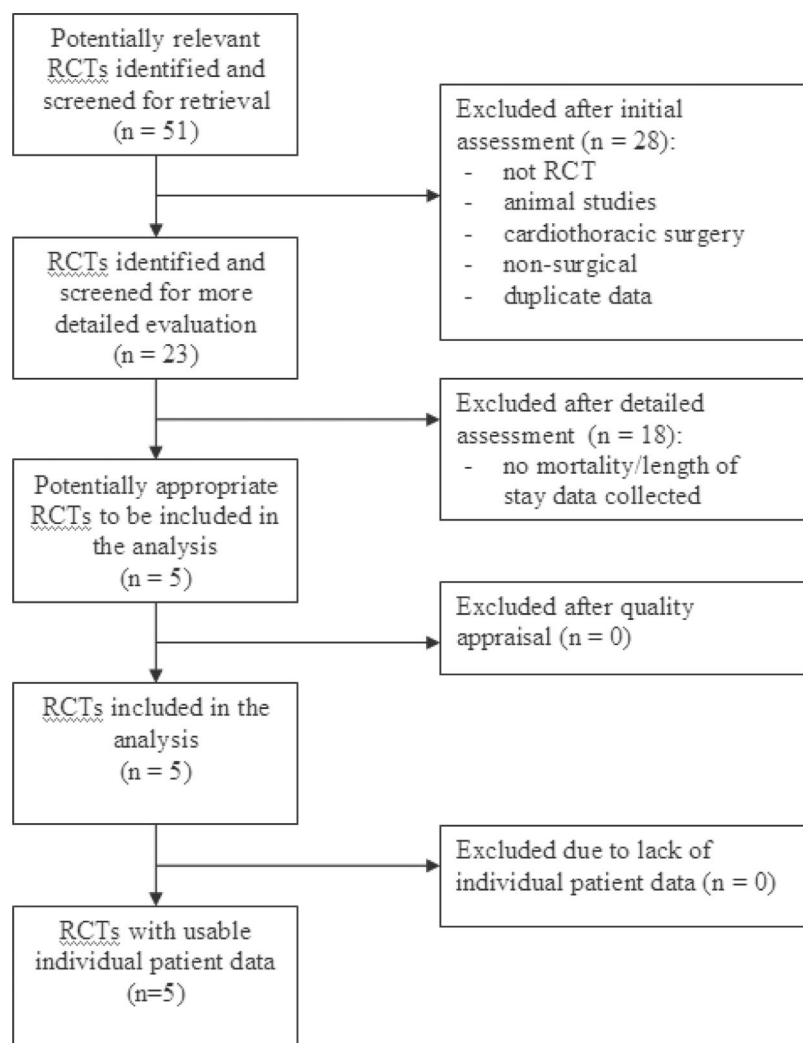 Potentially relevant
RCTs identified and
screened for retrieval
(n = 51)
Excluded after initial
assessment (n = 28):
- not RCT
- animal studies
- cardiothoracic surgery
- non-surgical
- duplicate data
RCTs identified and
screened for more
detailed evaluation
(n = 23)
Excluded after detailed
assessment (n = 18):
- no mortality/length of
stay data collected
Potentially appropriate
RCTs to be included in
the analysis
(n = 5)
Excluded after quality
appraisal (n = 0)
RCTs included in the
analysis
(n = 5)
Excluded due to lack of
individual patient data (n = 0)
RCTs with usable
individual patient data
(n=5)